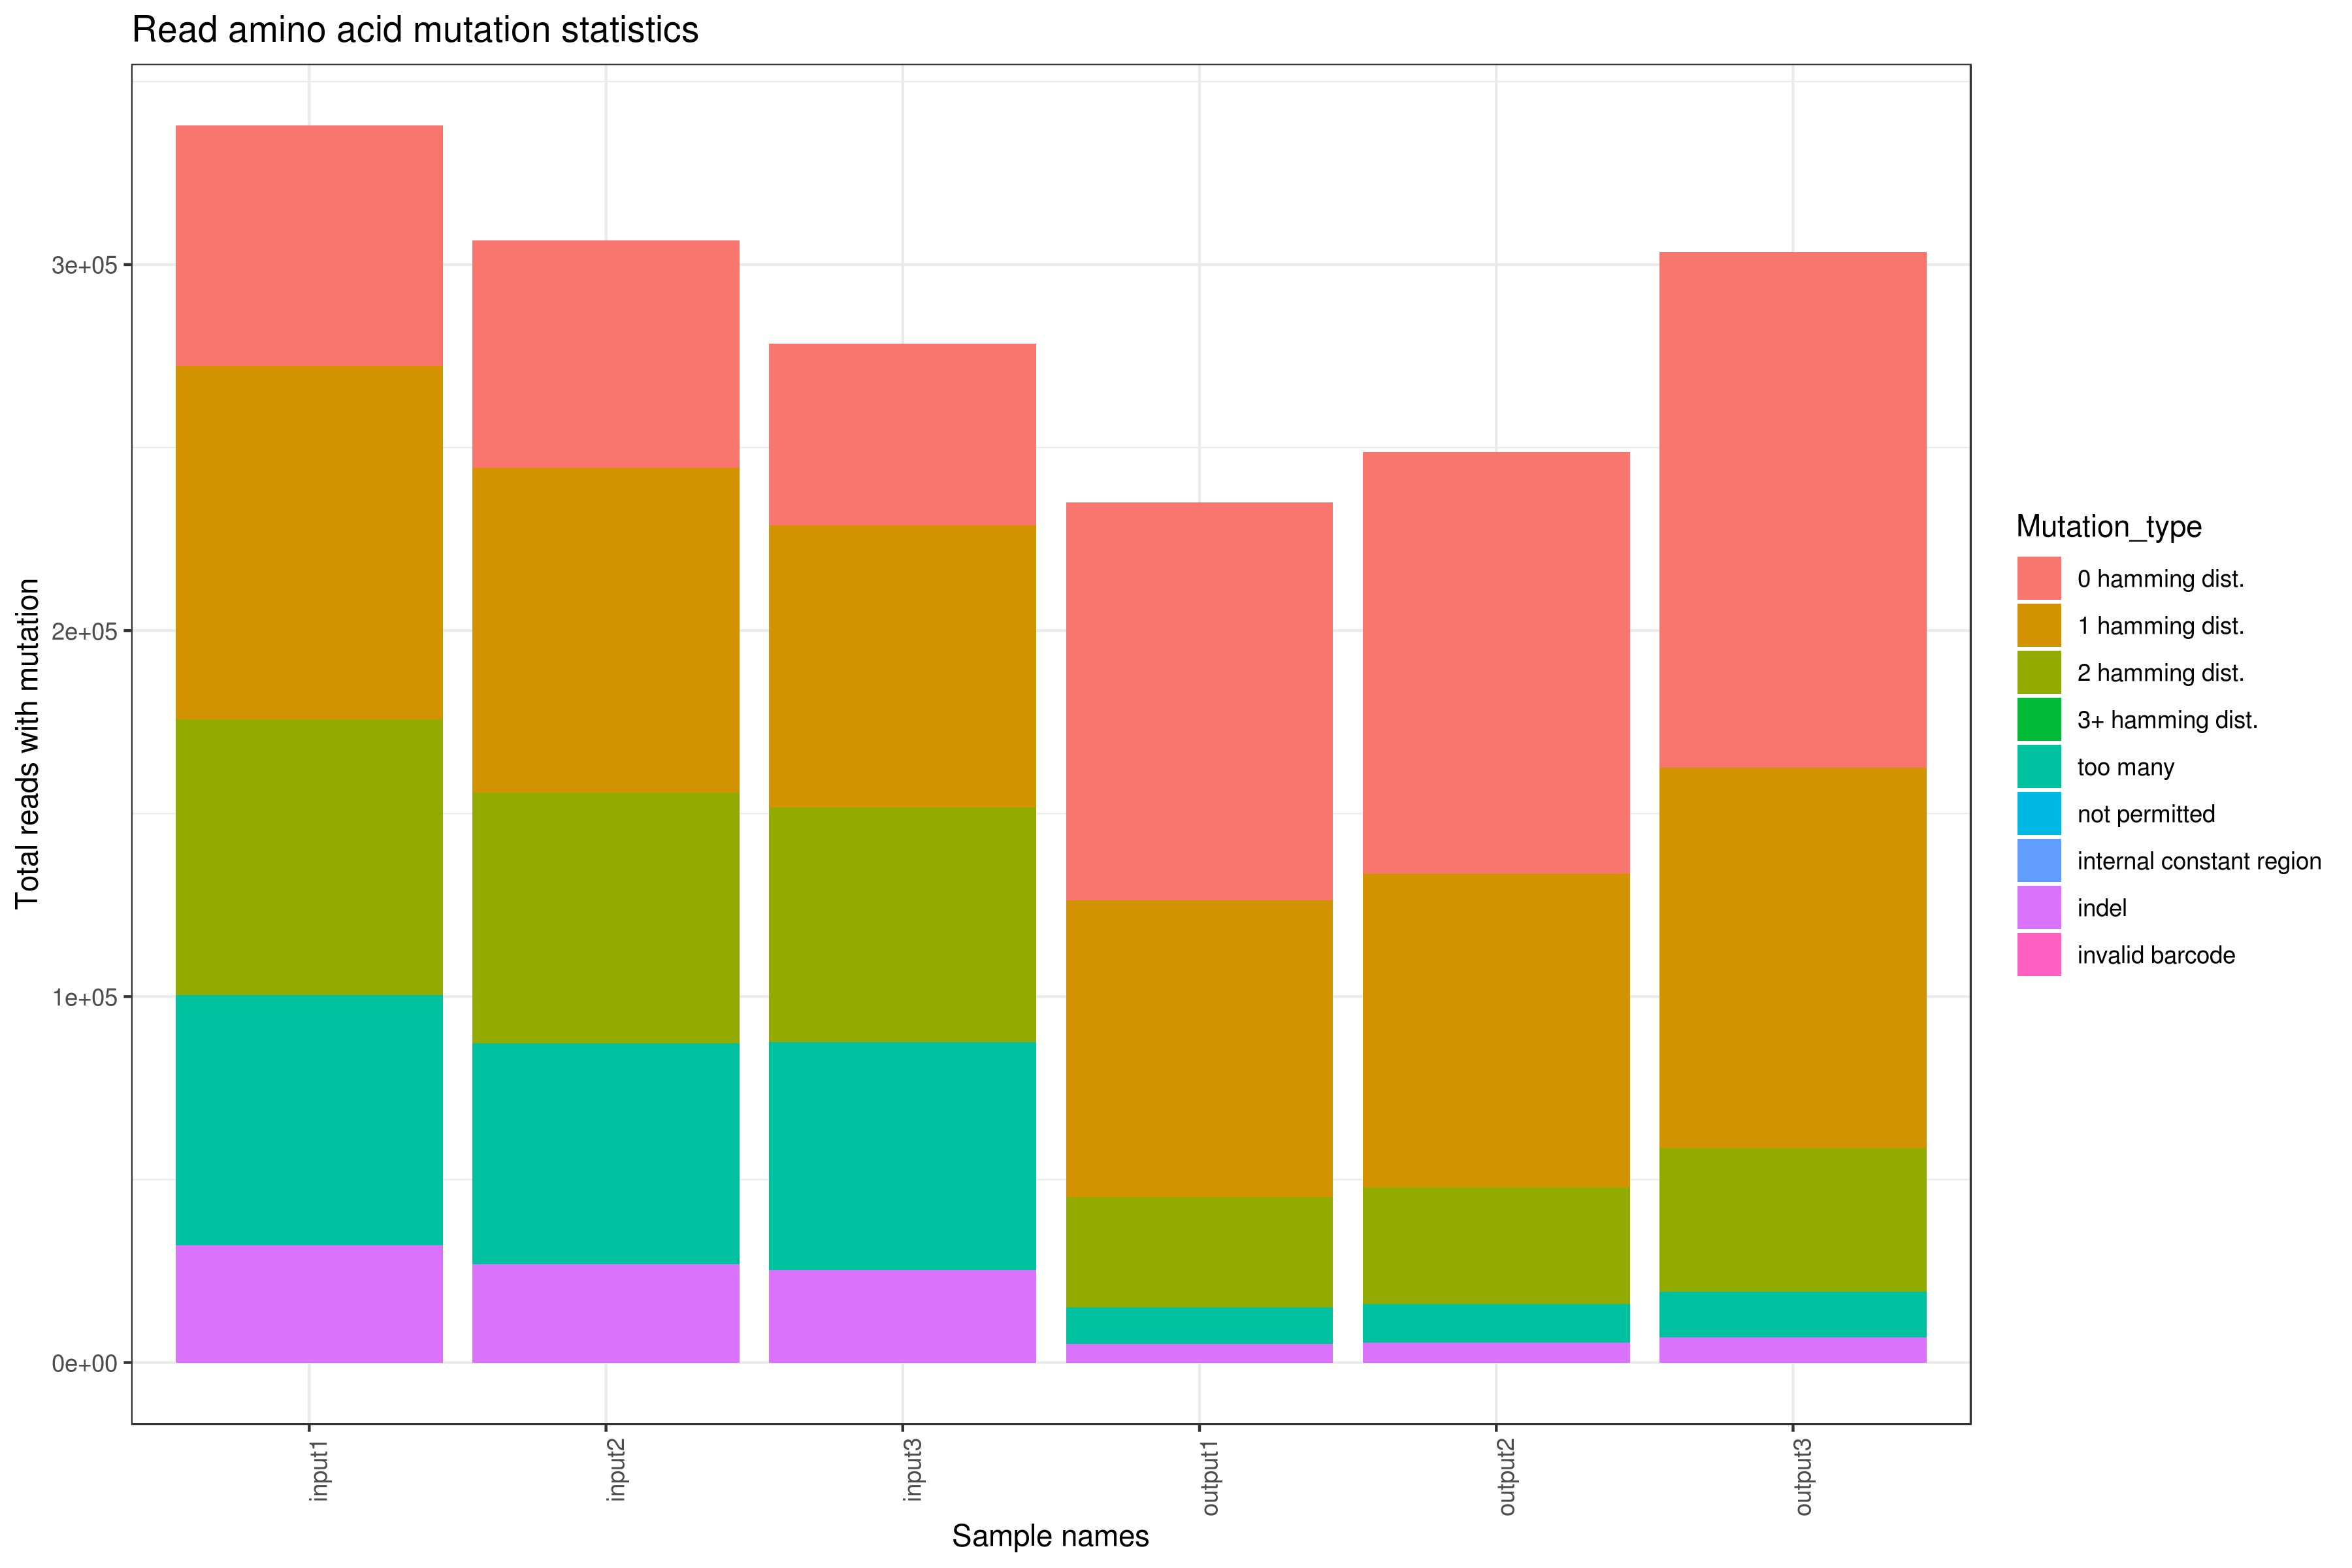 Read amino acid mutation statistics
Total reads with mutation
3e+05
2e+05
1e+05
0e+00
input1
input2
input3
output1
output2
output3
Sample names
Mutation_type
0 hamming dist.
1 hamming dist.
2 hamming dist.
3+ hamming dist.
too many
not permitted
internal constant region
indel
invalid barcode